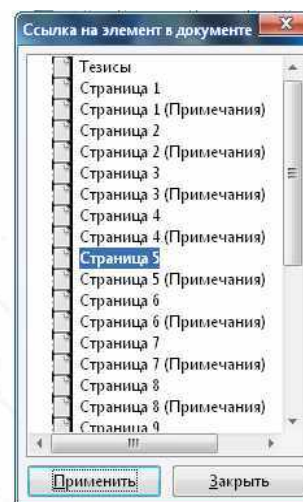 Ссылка на элемент в документе
Тезисы
Страница 1
Страница 1 (Примечания)
Страница 2
Страница 2 (Примечания)
Страница 3
Страница 3 (Примечания)
Страница 4
Страница 4 (Примечания)
Страница 5
Страница 5 (Примечания)
Страница 6
Страница 6 (Примечания)
Страница 7
Страница 7 (Примечания)
Страница 8
Страница 8 (Примечания)
Страница 9
Применить Закрыть